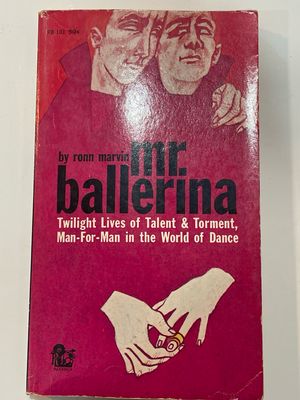 by ronn marvin
mr.
ballerina
Twilight Lives of Talent & Torment,
Man-For-Man in the World of Dance